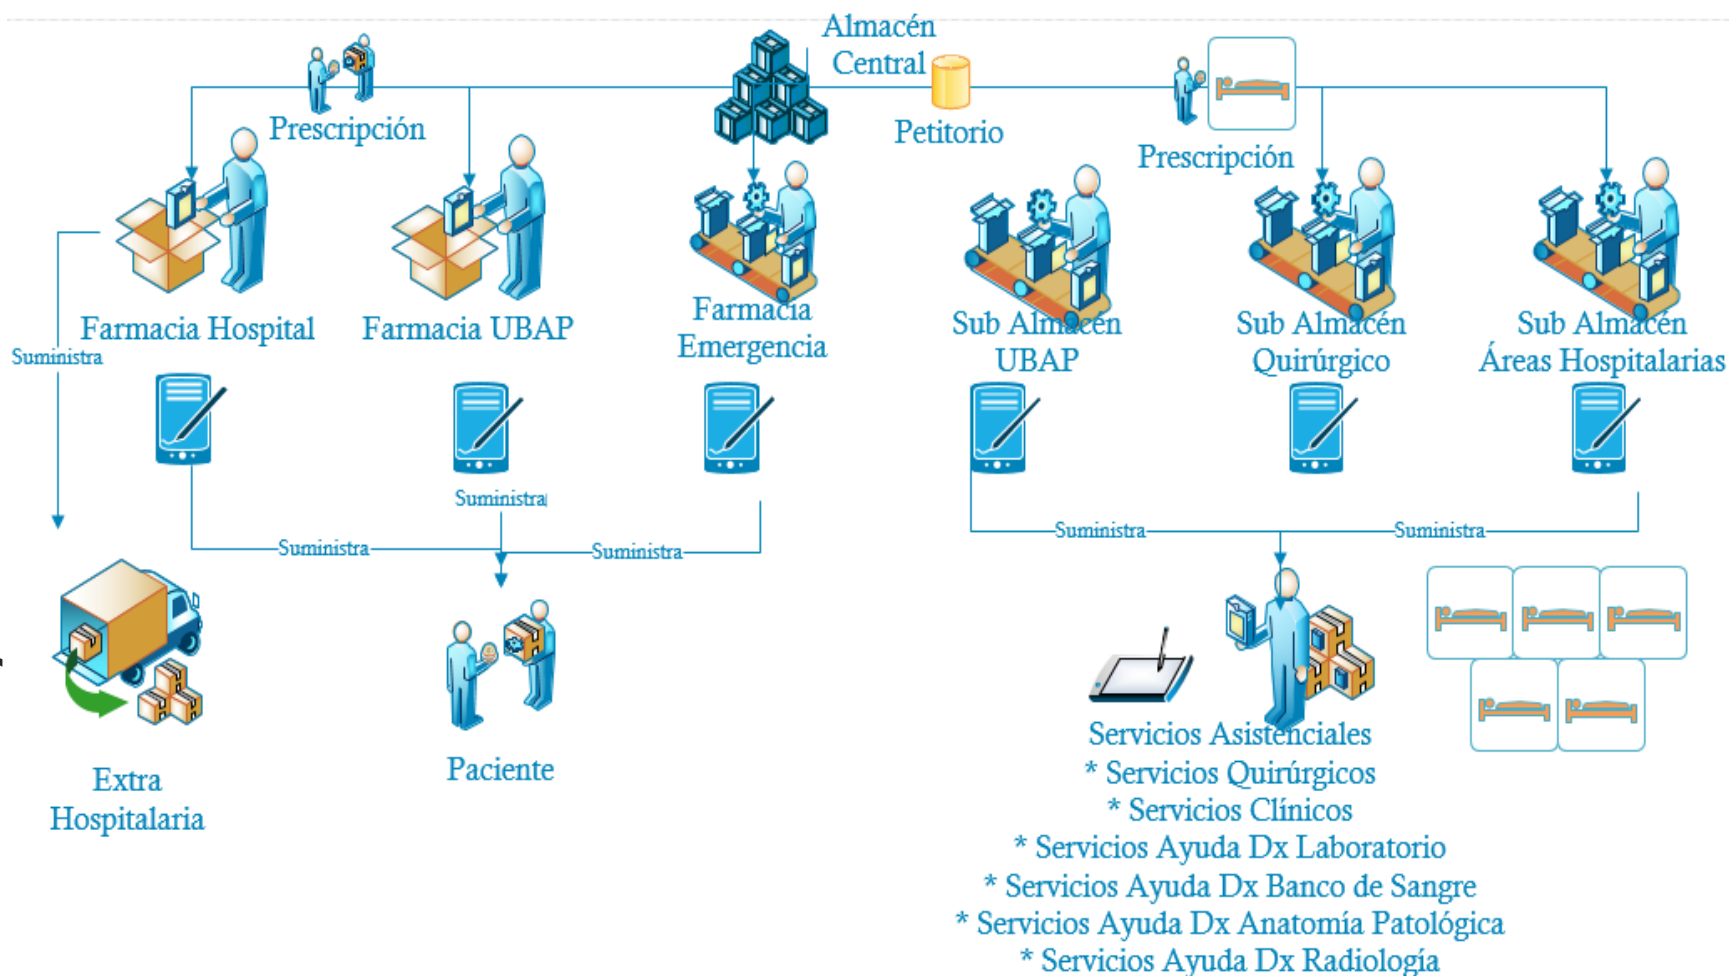 Almacén
Central
Prescripción
Petitorio
Prescripción
Farmacia Hospital
Farmacia UBAP
Farmacia
Emergencia
Sub Almacén
UBAP
Sub Almacén
Quirúrgico
Sub Almacén
Áreas Hospitalarias
Suministra
Suministra
Suministra
Suministra
Suministra
Suministra
Extra
Hospitalaria
Paciente
Servicios Asistenciales
* Servicios Quirúrgicos
* Servicios Clínicos
* Servicios Ayuda Dx Laboratorio
* Servicios Ayuda Dx Banco de Sangre
* Servicios Ayuda Dx Anatomía Patológica
* Servicios Ayuda Dx Radiología